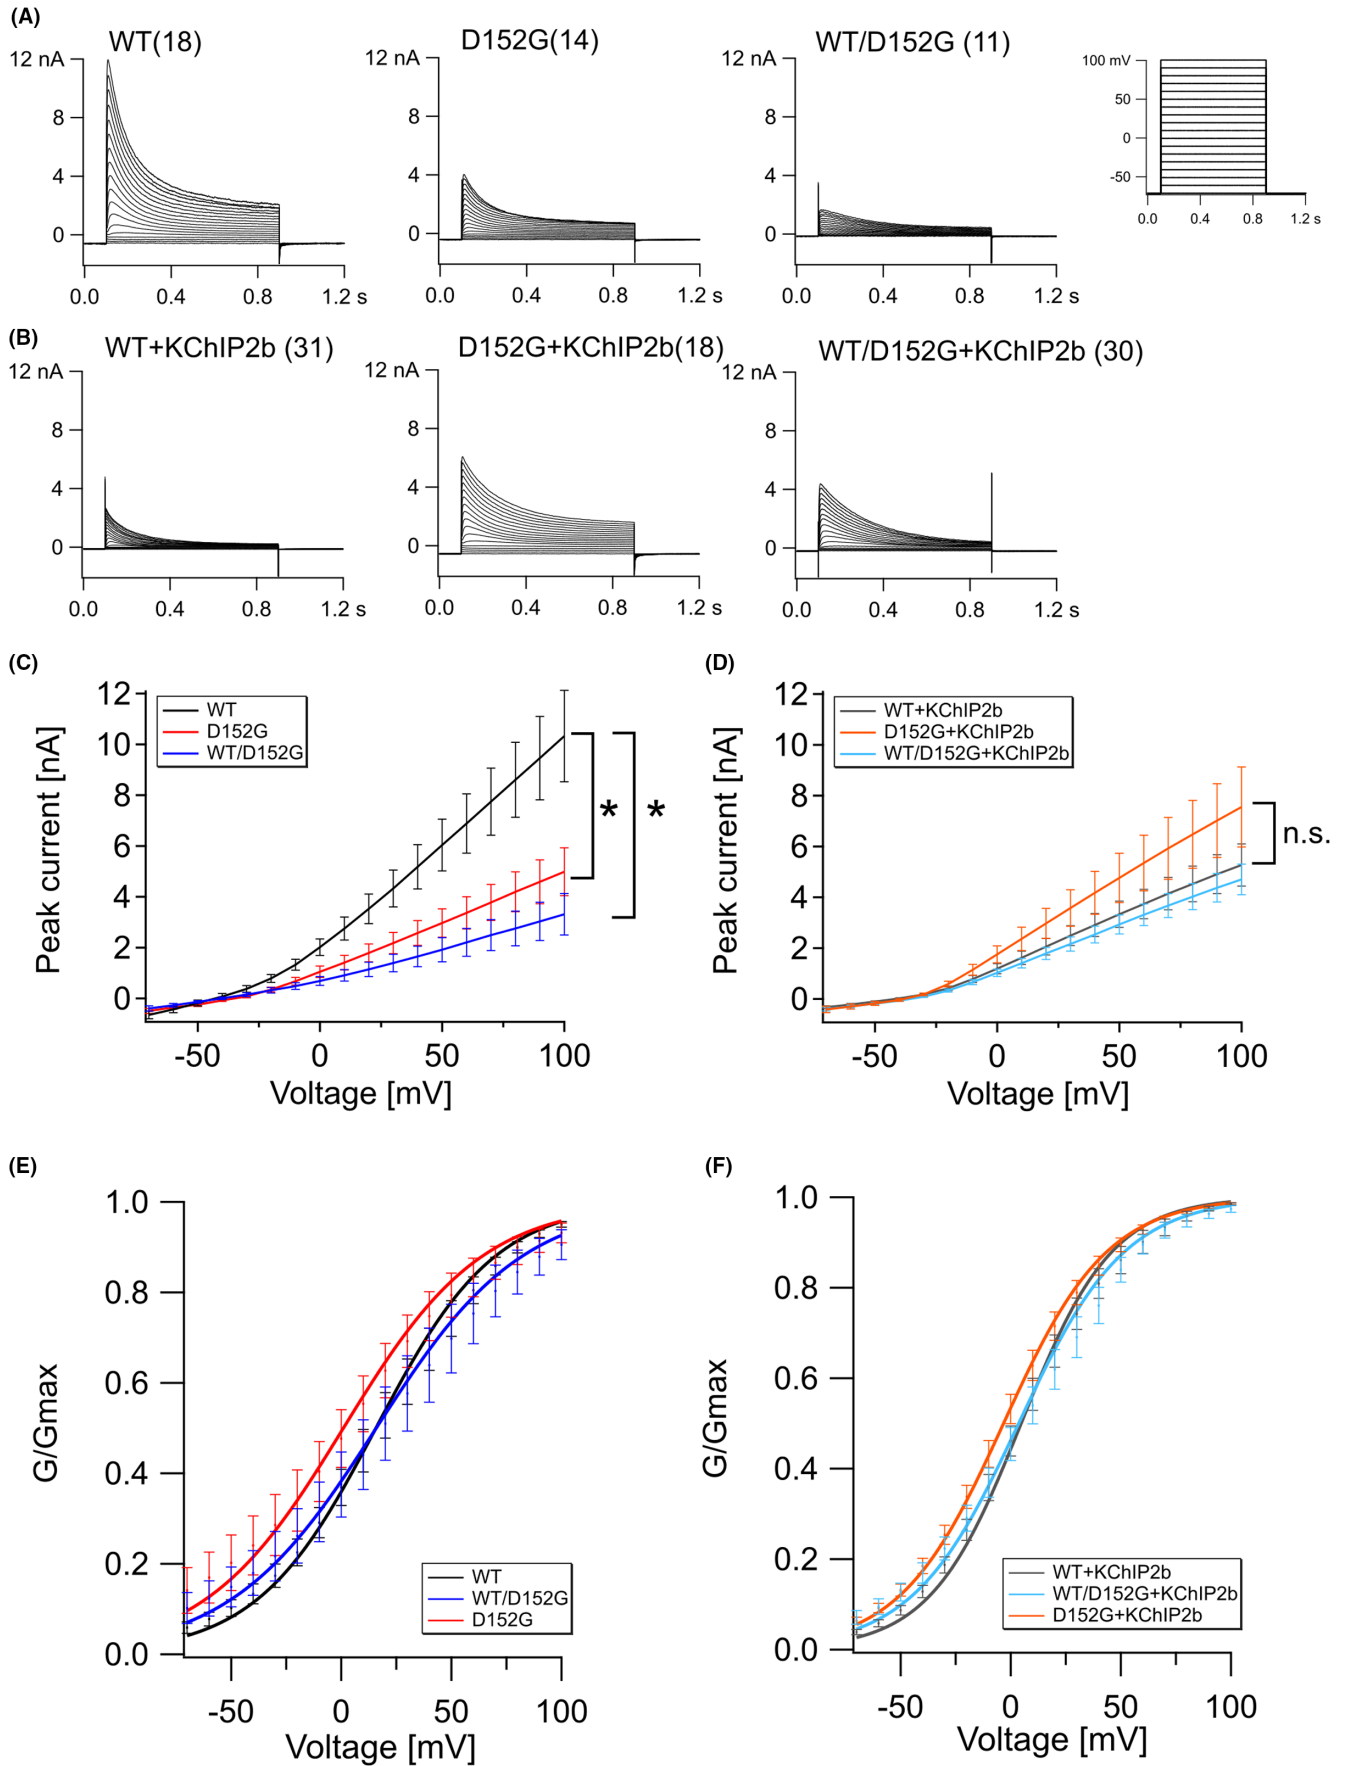 (A)
WT(18)
D152G(14)
WT/D152G (11)
12 nA
8
4
0
0.0 0.4 0.8 1.2 s
12 nA
8
4
0
0.0 0.4 0.8 1.2 s
12 nA
8
4
0
0.0 0.4 0.8 1.2 s
100 mV
50
0
-50
0.0 0.4 0.8 1.2 s
(B)
WT+KChIP2b (31)
D152G+KChIP2b(18)
WT/D152G+KChIP2b (30)
12 nA
8
4
0
0.0 0.4 0.8 1.2 s
12 nA
8
4
0
0.0 0.4 0.8 1.2 s
12 nA
8
4
0
0.0 0.4 0.8 1.2 s
(C)
Peak current [nA]
12
10
8
6
4
2
0
WT
D152G
WT/D152G
* *
-50 0 50 100
Voltage [mV]
(D)
Peak current [nA]
12
10
8
6
4
2
0
WT+KChIP2b
D152G+KChIP2b
WT/D152G+KChIP2b
n.s.
-50 0 50 100
Voltage [mV]
(E)
G/Gmax
1.0
0.8
0.6
0.4
0.2
0.0
WT
WT/D152G
D152G
-50 0 50 100
Voltage [mV]
(F)
G/Gmax
1.0
0.8
0.6
0.4
0.2
0.0
WT+KChIP2b
WT/D152G+KChIP2b
D152G+KChIP2b
-50 0 50 100
Voltage [mV]